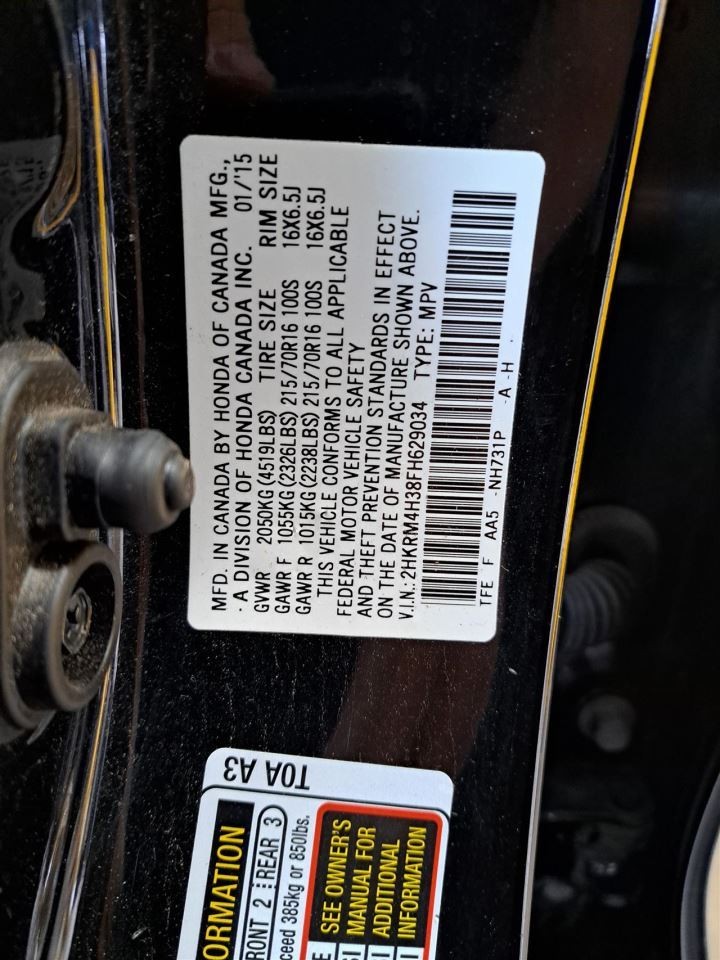 MFD. IN CANADA BY HONDA OF CANADA MFG.,
A DIVISION OF HONDA CANADA INC. 01/'15
GVWR 2050KG(4519LBS) TIRE SIZE RIM SIZE
GAWR F 1055KG(2326LBS) 215/70R16 100S 16X6.5J
GAWR R 1015KG(2238LBS) 215/70R16 100S 16X6.5J
THIS VEHICLE CONFORMS TO ALL APPLICABLE
FEDERAL MOTOR VEHICLE SAFETY
AND THEFT PREVENTION STANDARDS IN EFFECT
ON THE DATE OF MANUFACTURE SHOWN ABOVE.
V.I.N.: 2HKRM4H38FH629034 TYPE: MPV
TFE F AA5 -NH731P -A -H
T0A A3
ORMATION
RONT 2 REAR 3
ceed 385kg or 850lbs.
SEE OWNER'S
MANUAL FOR
ADDITIONAL
INFORMATION